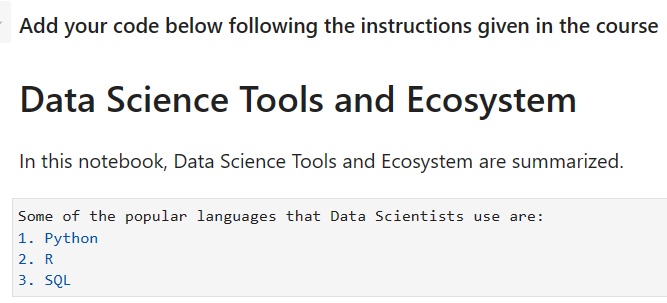 Add your code below following the instructions given in the course
Data Science Tools and Ecosystem
In this notebook, Data Science Tools and Ecosystem are summarized.
Some of the popular languages that Data Scientists use are:
1. Python
2. R
3. SQL